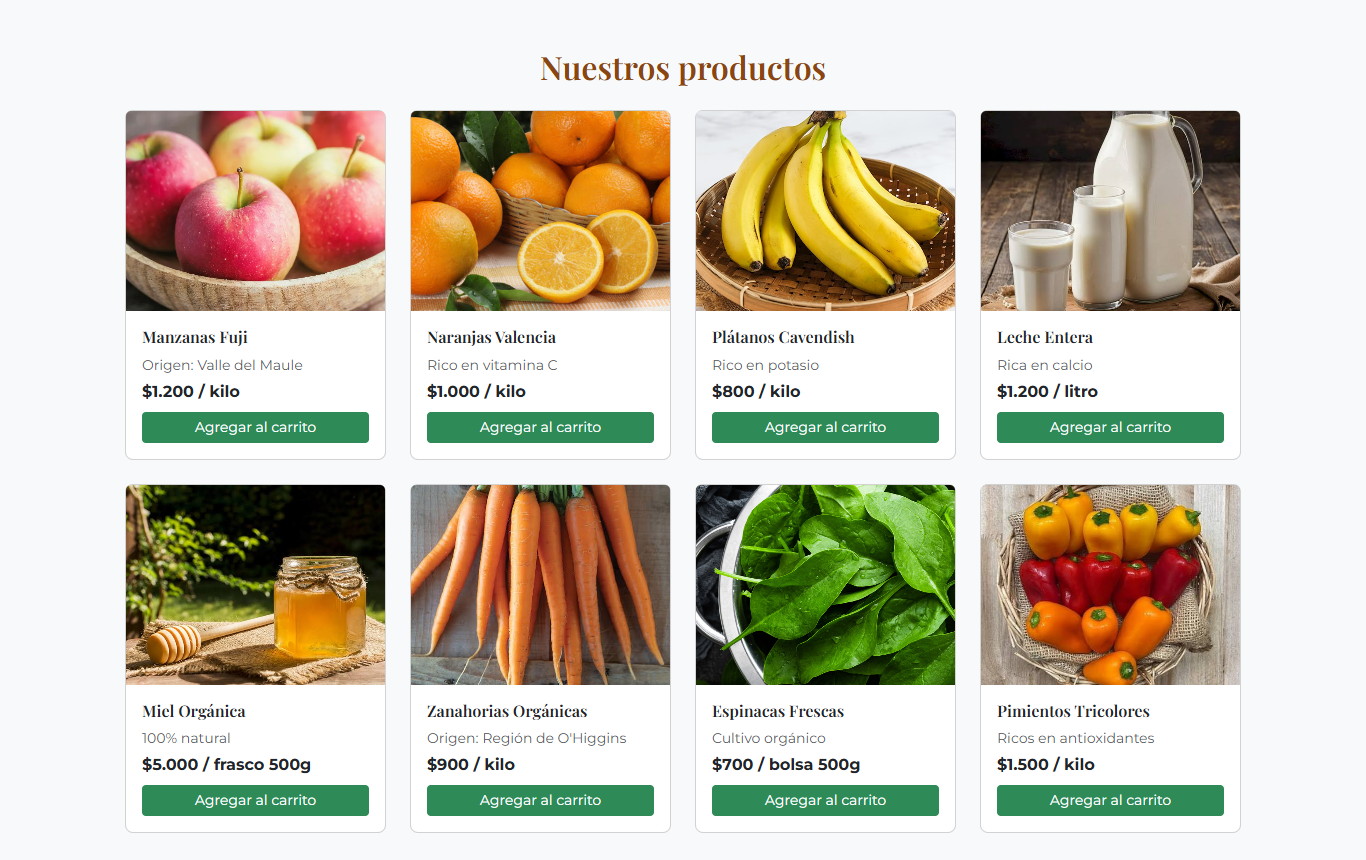 Nuestros productos
Manzanas Fuji
Origen: Valle del Maule
$1.200 / kilo
Agregar al carrito
Naranjas Valencia
Rico en vitamina C
$1.000 / kilo
Agregar al carrito
Plátanos Cavendish
Rico en potasio
$800 / kilo
Agregar al carrito
Leche Entera
Rica en calcio
$1.200 / litro
Agregar al carrito
Miel Orgánica
100% natural
$5.000 / frasco 500g
Agregar al carrito
Zanahorias Orgánicas
Origen: Región de O'Higgins
$900 / kilo
Agregar al carrito
Espinacas Frescas
Cultivo orgánico
$700 / bolsa 500g
Agregar al carrito
Pimientos Tricolores
Ricos en antioxidantes
$1.500 / kilo
Agregar al carrito